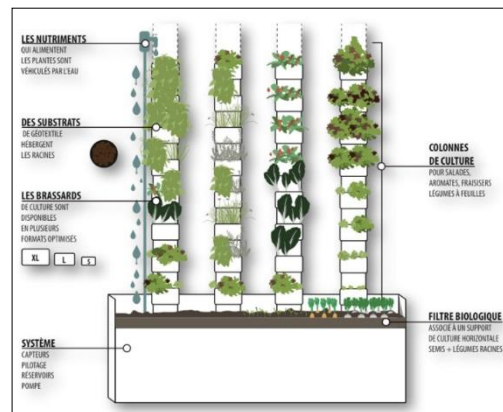 LES NUTRIMENTS
QUI ALIMENTENT
LES PLANTES SONT
VÉHICULÉS PAR L'EAU
DES SUBSTRATS
DE GÉOTEXTILE
HÉBERGENT
LES RACINES
LES BRASSARDS
DE CULTURE SONT
DISPONIBLES
EN PLUSIEURS
FORMATS OPTIMISÉS
XL L S
SYSTÈME
CAPTEURS
PILOTAGE
RÉSERVOIRS
POMPE
COLONNES
DE CULTURE
POUR SALADES,
AROMATES, FRAISISERS
LÉGUMES À FEUILLES
FILTRE BIOLOGIQUE
ASSOCIÉ À UN SUPPORT
DE CULTURE HORIZONTALE
SEMIS + LÉGUMES RACINES